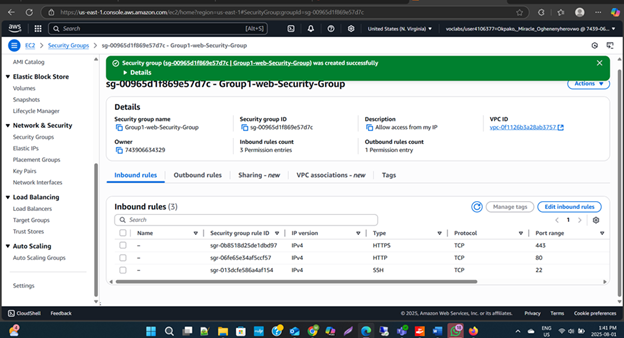 https://us-east-1.console.aws.amazon.com/ec2/home?region=us-east-1#SecurityGroup:groupId=sg-00965d1f869e57d7c
aws
Search
[Alt+S]
United States (N. Virginia)
EC2
Security Groups
sg-00965d1f869e57d7c - Group1-web-Security-Group
AMI Catalog
Elastic Block Store
Volumes
Snapshots
Lifecycle Manager
Network & Security
Security Groups
Elastic IPs
Placement Groups
Key Pairs
Network Interfaces
Load Balancing
Load Balancers
Target Groups
Trust Stores
Auto Scaling
Auto Scaling Groups
Settings
Security group (sg-00965d1f869e57d7c | Group1-web-Security-Group) was created successfully
Details
sg-00965d1f869e57d7c - Group1-web-Security-Group
Actions
Details
Security group name
Group1-web-Security-Group
Security group ID
sg-00965d1f869e57d7c
Description
Allow access from my IP
VPC ID
vpc-0f1126b3a28ab3757
Owner
743906634329
Inbound rules count
3 Permission entries
Outbound rules count
1 Permission entry
Inbound rules
Outbound rules
Sharing - new
VPC associations - new
Tags
Inbound rules (3)
Manage tags
Edit inbound rules
Search
1
Name Security group rule ID IP version Type Protocol Port range
– sgr-0b8518d25de1dbd97 IPv4 HTTPS TCP 443
– sgr-06fe65e34af5ccf57 IPv4 HTTP TCP 80
– sgr-013dcfe586a4af154 IPv4 SSH TCP 22
CloudShell
Feedback
© 2025, Amazon Web Services, Inc. or its affiliates.
Privacy
Terms
Cookie preferences
ENG
US
1:41 PM
2025-08-01